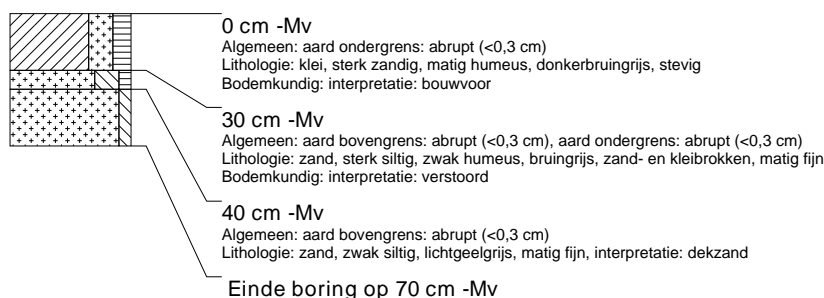 0 cm -Mv
Algemeen: aard ondergrens: abrupt (<0,3 cm)
Lithologie: klei, sterk zandig, matig humeus, donkerbruingrijs, stevig
Bodemkundig: interpretatie: bouwvoor
30 cm -Mv
Algemeen: aard bovengrens: abrupt (<0,3 cm), aard ondergrens: abrupt (<0,3 cm)
Lithologie: zand, sterk siltig, zwak humeus, bruingrijs, zand- en kleibrokken, matig fijn
Bodemkundig: interpretatie: verstoord
40 cm -Mv
Algemeen: aard bovengrens: abrupt (<0,3 cm)
Lithologie: zand, zwak siltig, lichtgeelgrijs, matig fijn, interpretatie: dekzand
Einde boring op 70 cm -Mv